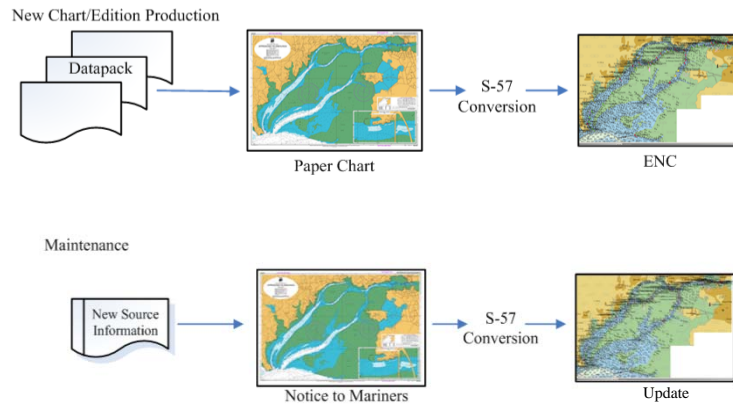 New Chart/Edition Production
Datapack
S-57
Conversion
Paper Chart
ENC
Maintenance
New Source
Information
S-57
Conversion
Notice to Mariners
Update